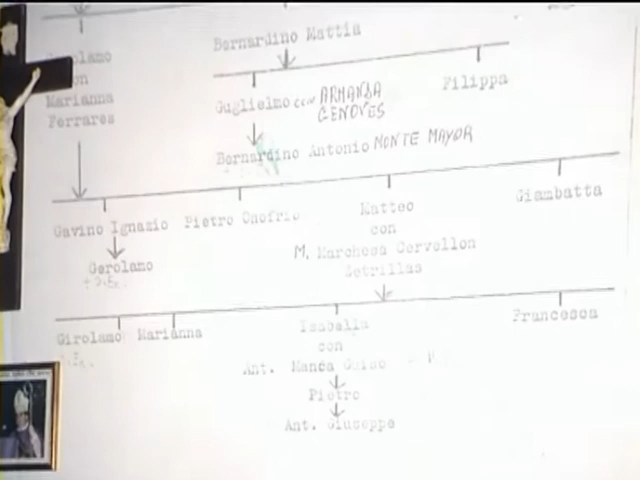 Bernardino Mattia
Girolamo
con
Marianna
Ferrares
Guglielmo con ARMANDA
GENOVES
Filippa
Bernardino Antonio MONTE MAYOR
Gavino Ignazio
Pietro Onofrio
Matteo
con
M. Marchesa Cervellon
Setrillas
Giambatta
Gerolamo
Girolamo
Marianna
Isabella
con
Ant. Manca
Pietro
Ant. Giuseppe
Francesca